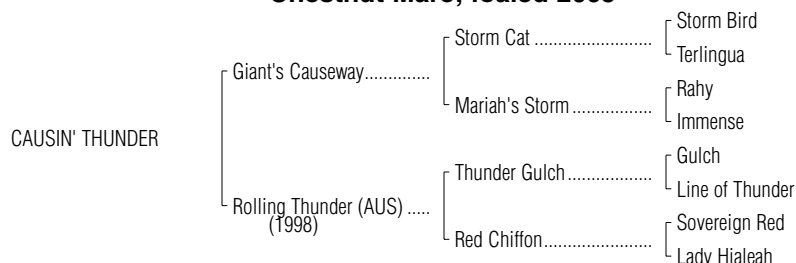 Chestnut Mare; foaled
Storm Bird
Storm Cat
Terlingua
Giant's Causeway
Rahy
Mariah's Storm
Immense
CAUSIN' THUNDER
Gulch
Thunder Gulch
Line of Thunder
Rolling Thunder (AUS)
(1998)
Sovereign Red
Red Chiffon
Lady Hialeah